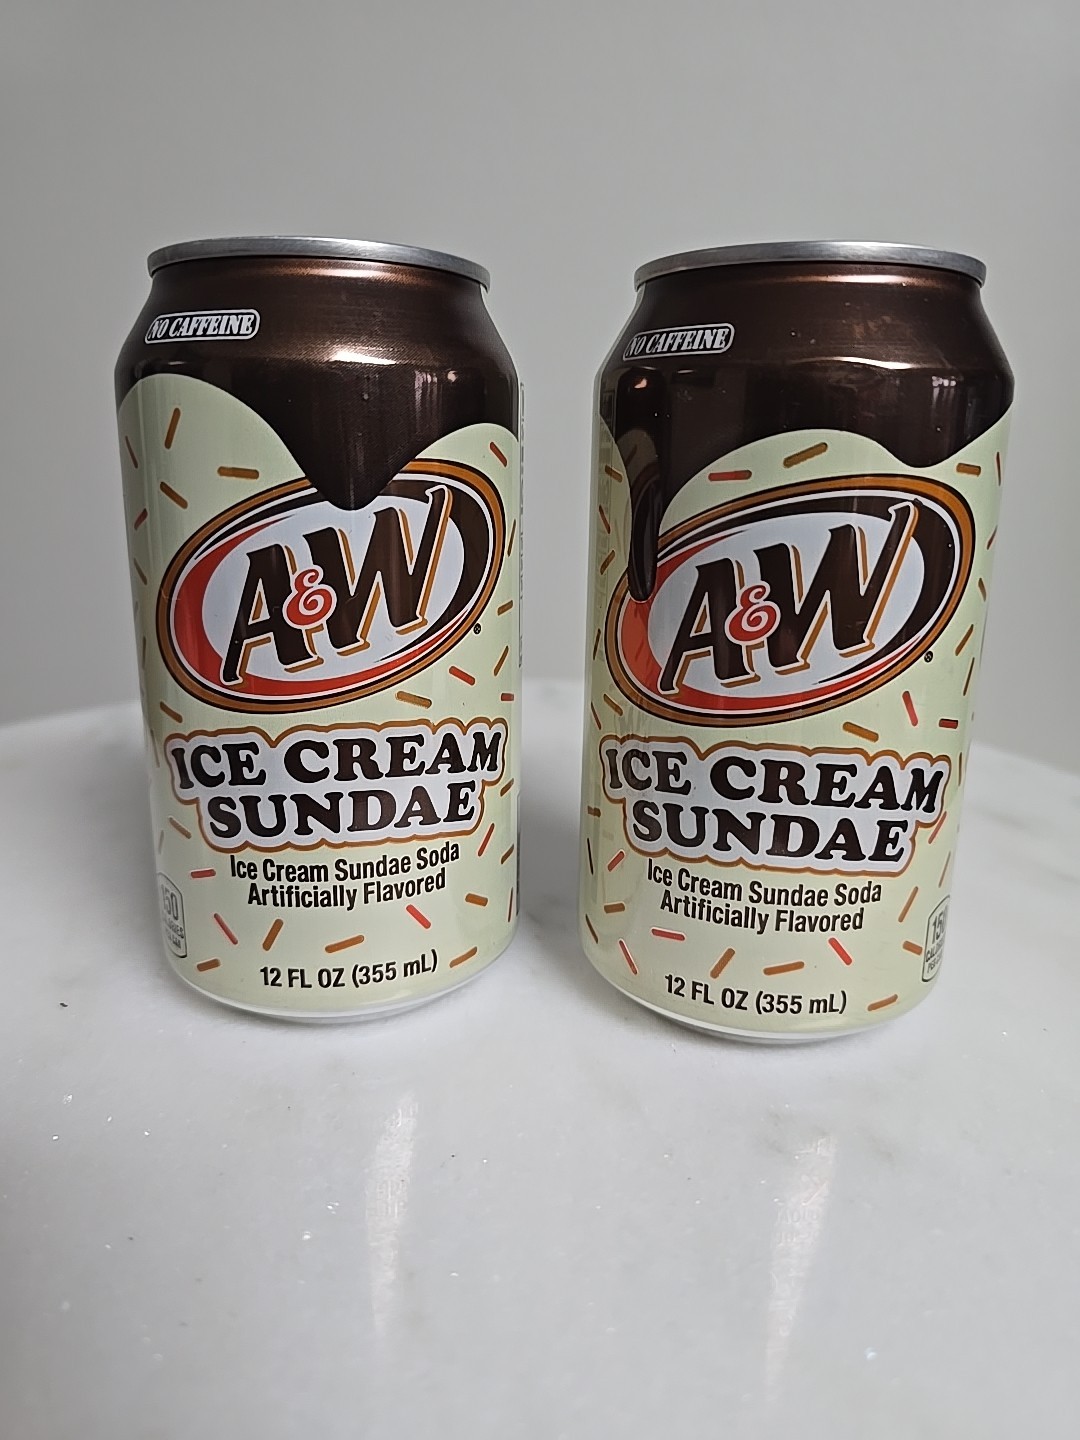 NO CAFFEINE
A&W
ICE CREAM
SUNDAE
Ice Cream Sundae Soda
Artificially Flavored
12 FL OZ (355 mL)
NO CAFFEINE
A&W
ICE CREAM
SUNDAE
Ice Cream Sundae Soda
Artificially Flavored
12 FL OZ (355 mL)